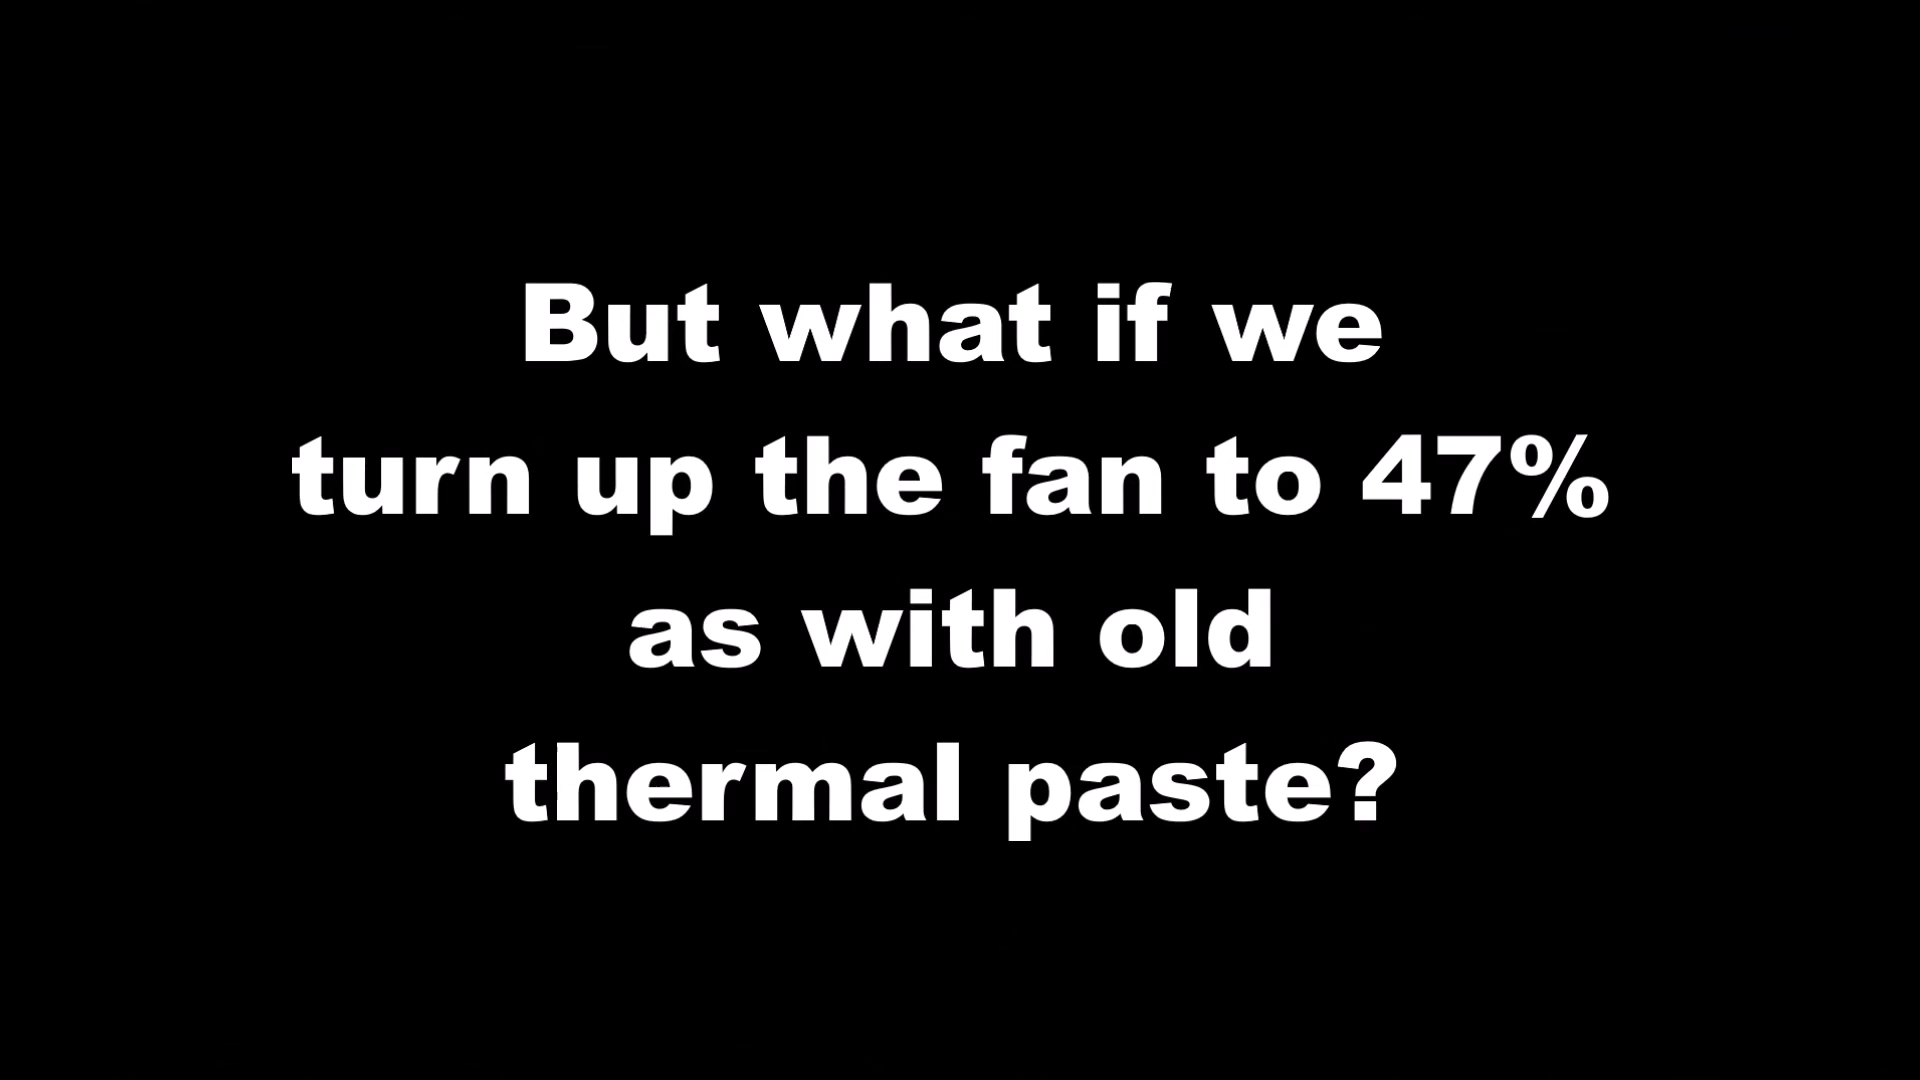 But what if we
turn up the fan to 47%
as with old
thermal paste?